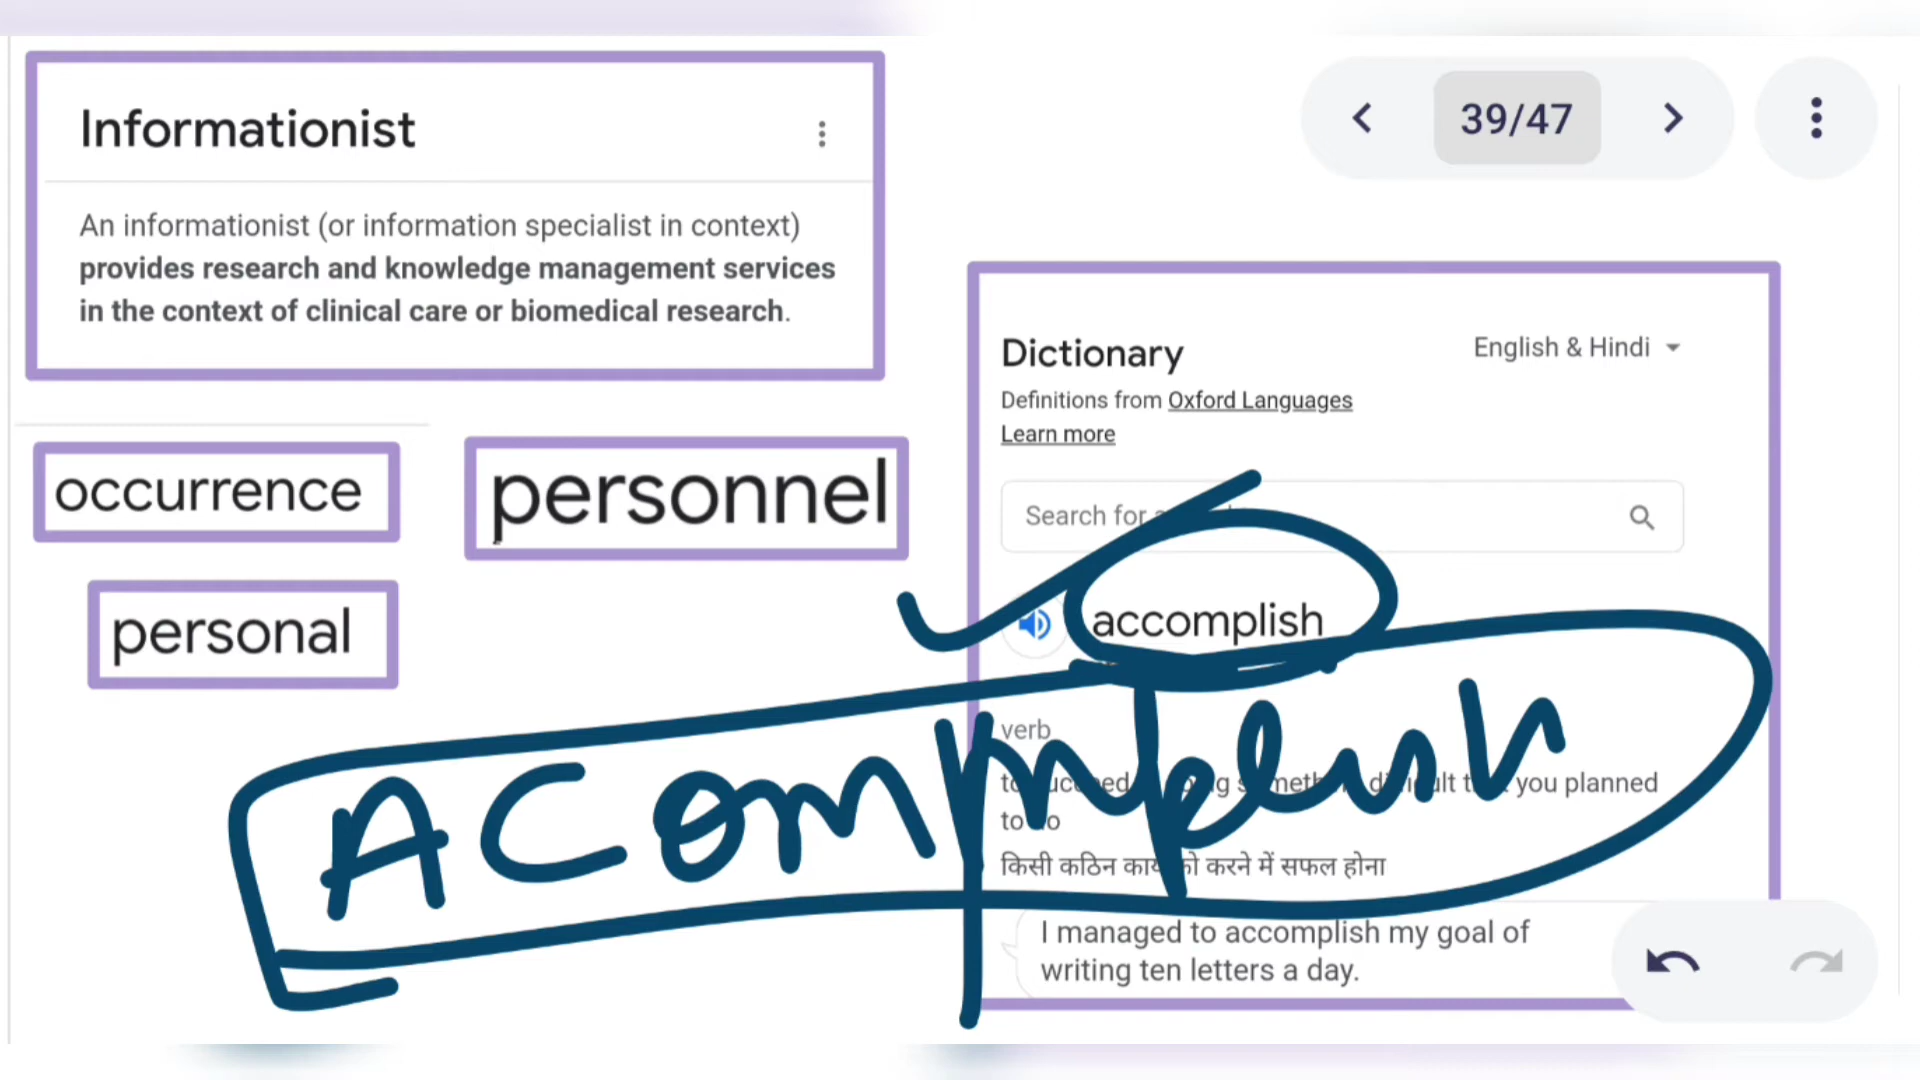 Informationist
39/47
An informationist (or information specialist in context)
provides research and knowledge management services
in the context of clinical care or biomedical research.
occurrence
personnel
personal
Dictionary
English & Hindi
Definitions from Oxford Languages
Learn more
Search for
accomplish
verb
you planned
to do
किसी कठिन कार्य को करने में सफल होना
I managed to accomplish my goal of
writing ten letters a day.